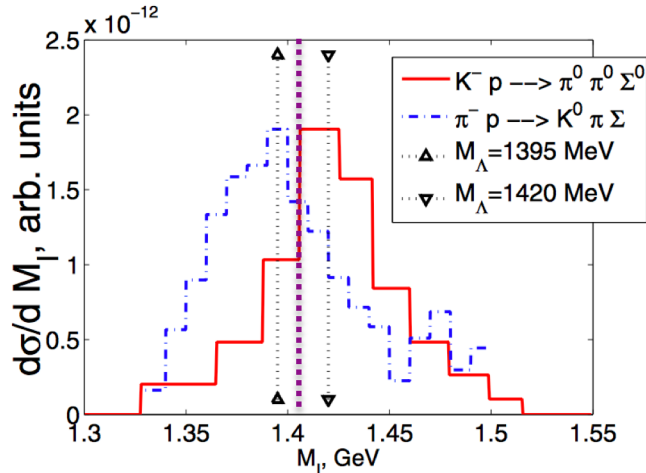 x 10⁻¹²
2.5
2
1.5
1
0.5
0
dσ/d M_I, arb. units
K⁻ p --> π⁰ π⁰ Σ⁰
π⁻ p --> K⁰ π Σ
M_Λ=1395 MeV
M_Λ=1420 MeV
1.3 1.35 1.4 1.45 1.5 1.55
M_I, GeV